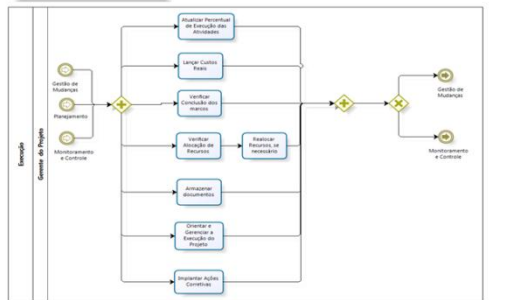 Execução
Gerente do Projeto
Gestão de
Mudanças
Planejamento
Monitoramento
e Controle
Atualizar Percentual
de Execução das
Atividades
Lançar Custos
Reais
Verificar
Conclusão dos
marcos
Verificar
Alocação de
Recursos
Realocar
Recursos, se
necessário
Armazenar
documentos
Orientar e
Gerenciar a
Execução do
Projeto
Implantar Ações
Corretivas
Gestão de
Mudanças
Monitoramento
e Controle